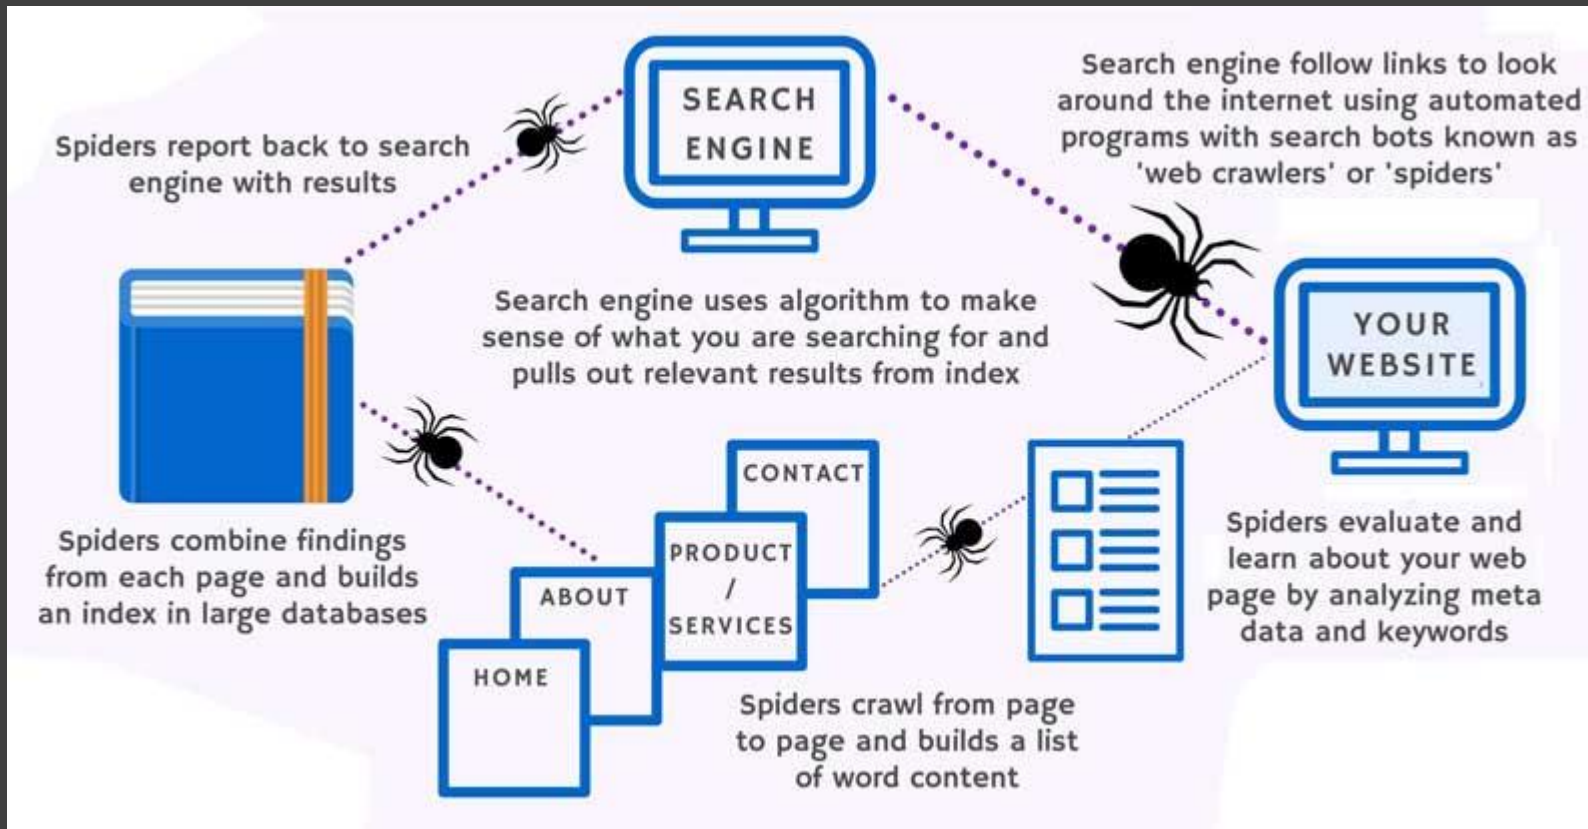 SEARCH
ENGINE
Search engine follow links to look
around the internet using automated
programs with search bots known as
'web crawlers' or 'spiders'
Spiders report back to search
engine with results
YOUR
WEBSITE
Search engine uses algorithm to make
sense of what you are searching for and
pulls out relevant results from index
Spiders evaluate and
learn about your web
page by analyzing meta
data and keywords
CONTACT
PRODUCT
/
SERVICES
ABOUT
HOME
Spiders crawl from page
to page and builds a list
of word content
Spiders combine findings
from each page and builds
an index in large databases